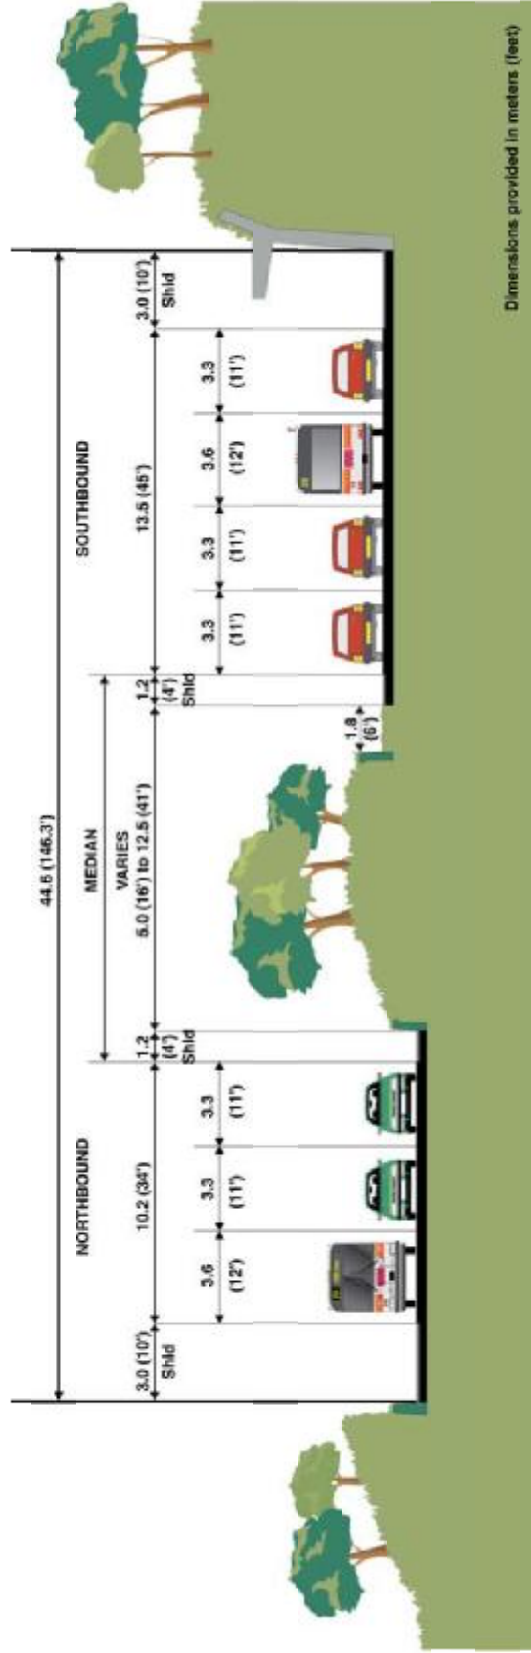 44.6 (146.3')
NORTHBOUND
MEDIAN
SOUTHBOUND
VARIES
3.0 (10')
Shld
10.2 (34')
1.2
(4')
Shld
5.0 (16') to 12.5 (41')
1.2
(4')
Shld
13.5 (45')
3.0 (10')
Shld
3.6
(12')
3.3
(11')
3.3
(11')
3.3
(11')
3.3
(11')
3.6
(12')
3.3
(11')
1.8
(6')
Dimensions provided in meters (feet)